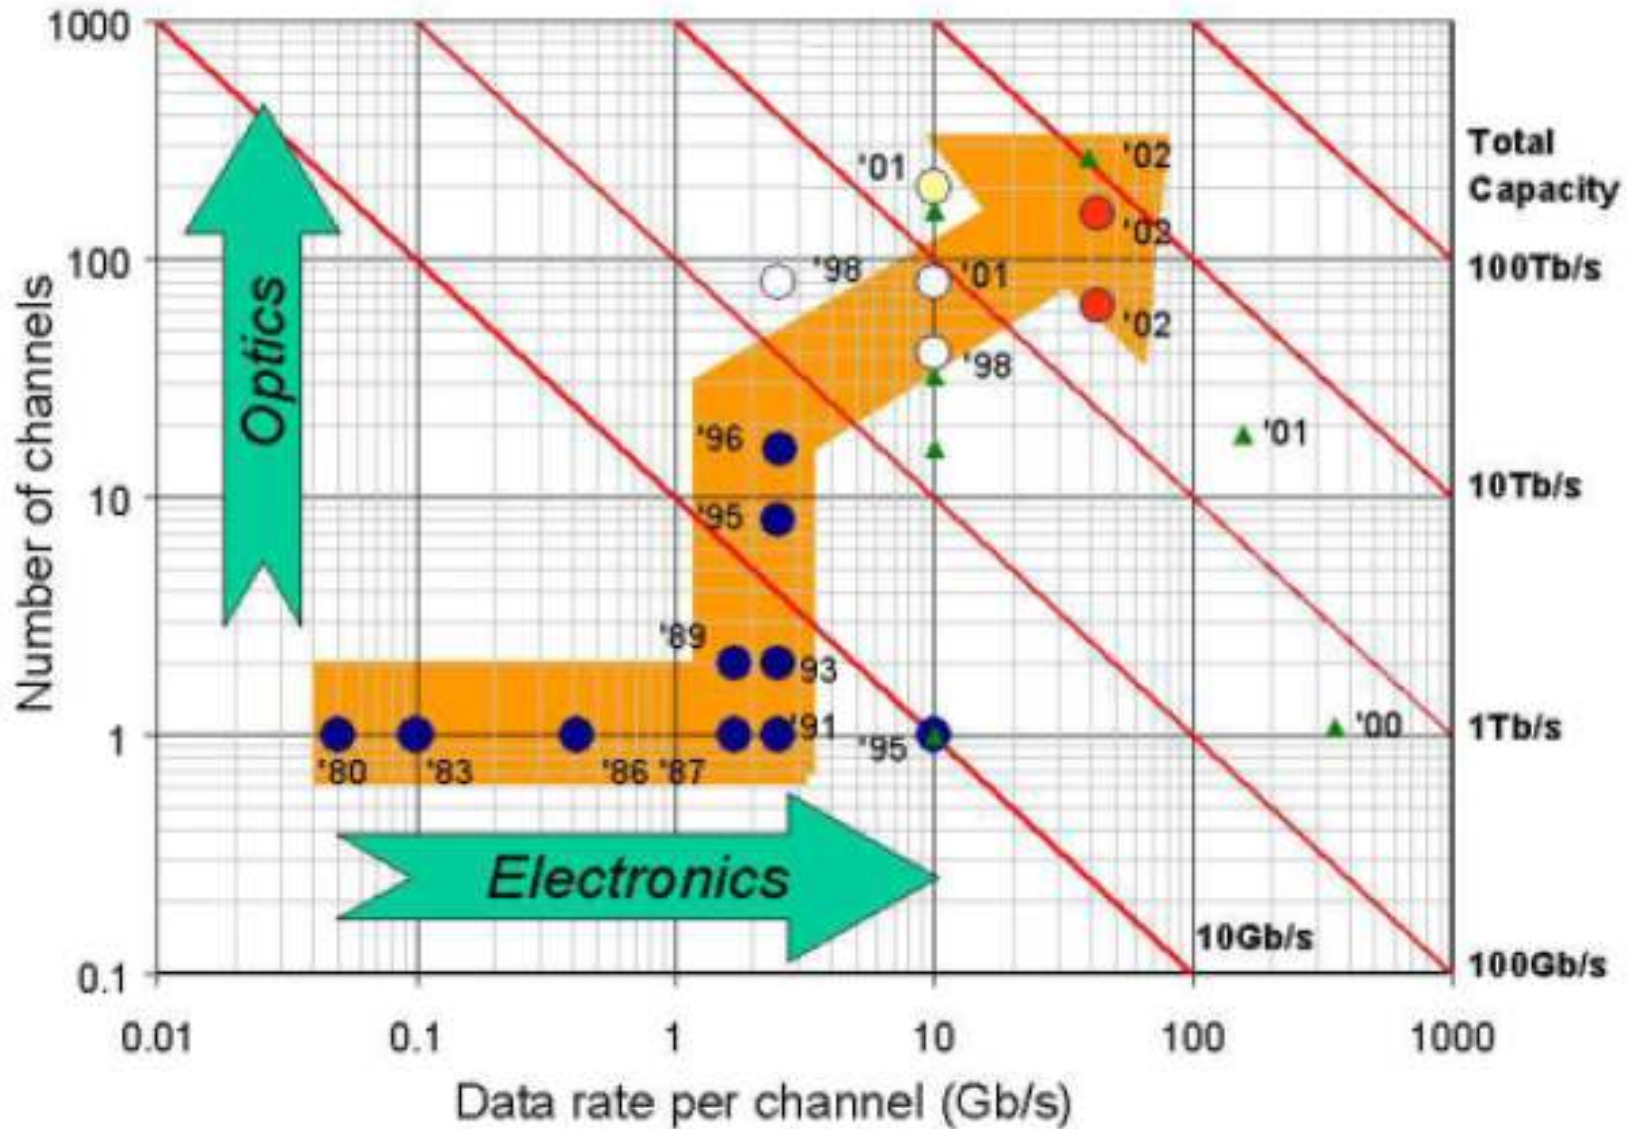 1000
100
10
1
0.1
Number of channels
Optics
'01
'02
'02
'98
'01
'02
'98
'96
'01
'95
'89
93
'91
'00
'95
'80
'83
'86
'87
Electronics
Total
Capacity
100Tb/s
10Tb/s
1Tb/s
10Gb/s
100Gb/s
0.01
0.1
1
10
100
1000
Data rate per channel (Gb/s)